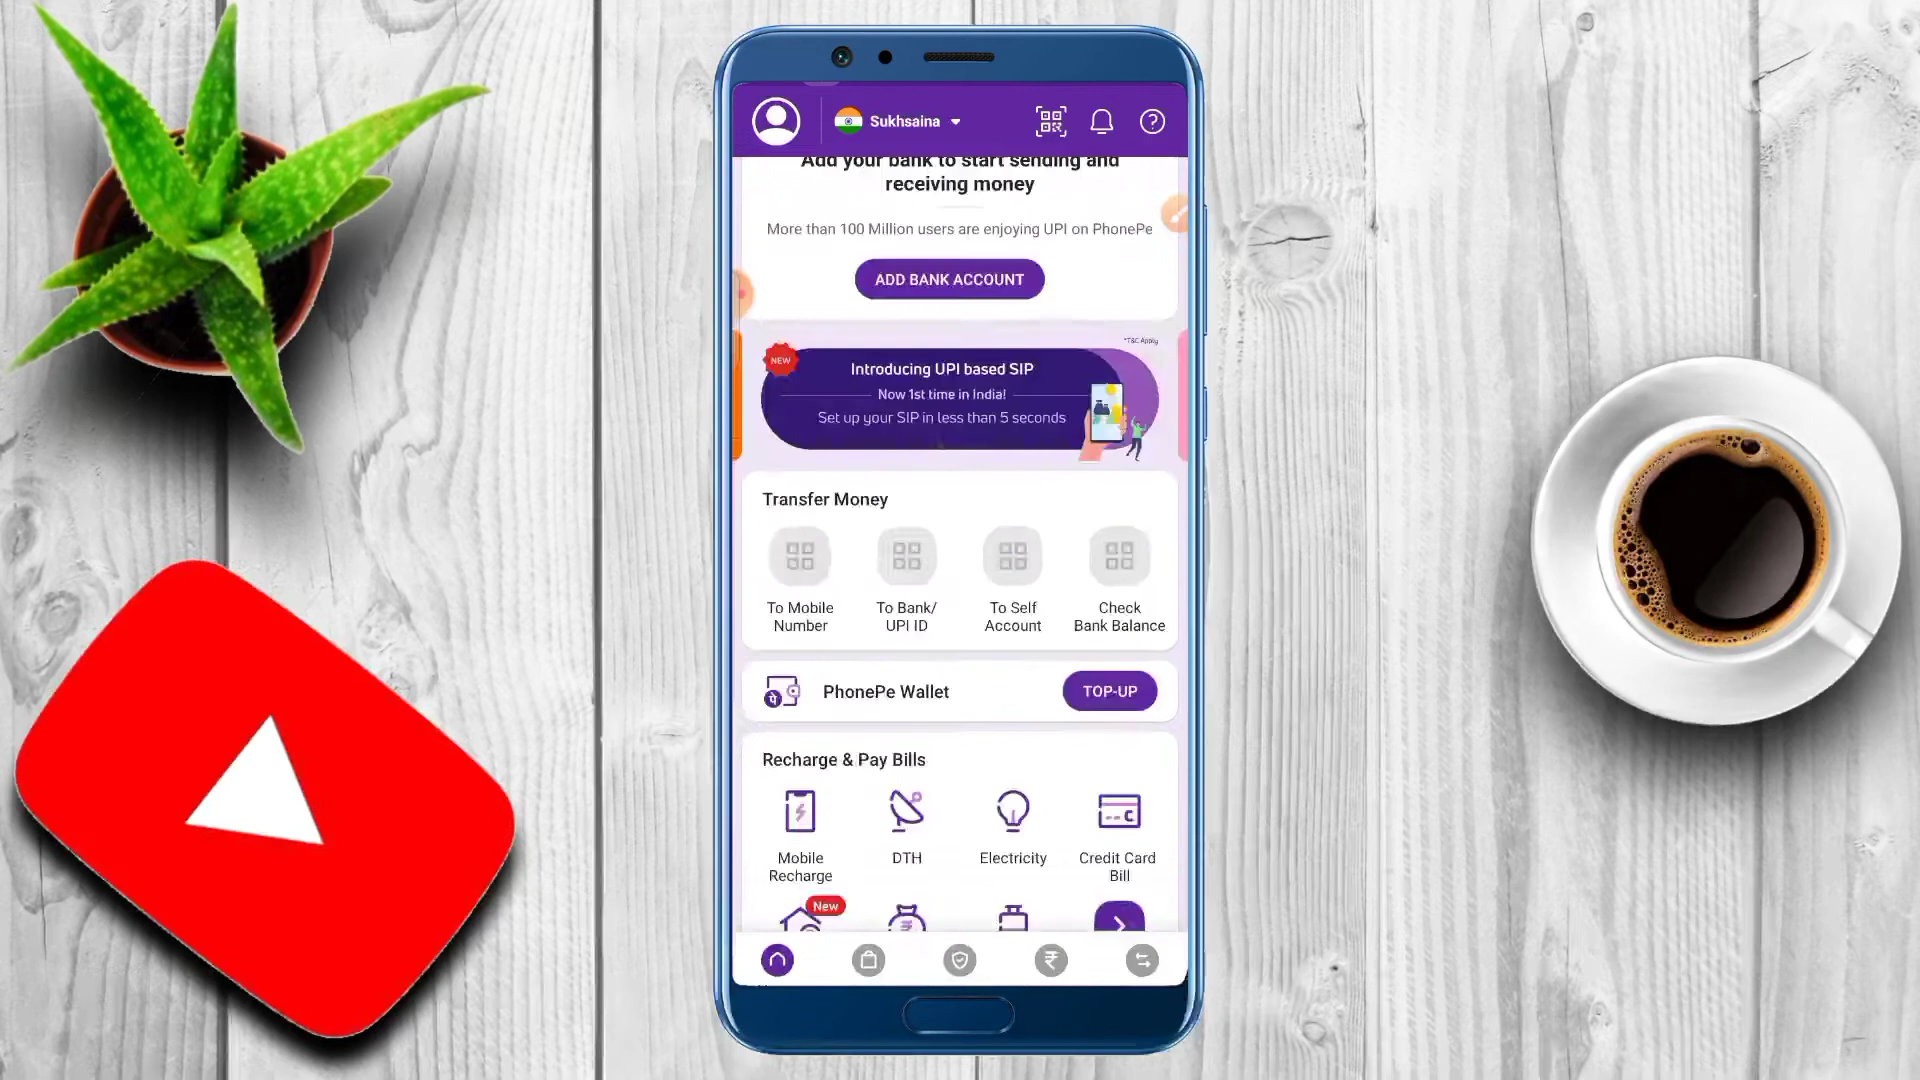 Sukhsaina
Add your bank to start sending and
receiving money
More than 100 Million users are enjoying UPI on PhonePe
ADD BANK ACCOUNT
*T&C Apply
NEW
Introducing UPI based SIP
Now 1st time in India!
Set up your SIP in less than 5 seconds
Transfer Money
To Mobile
Number
To Bank/
UPI ID
To Self
Account
Check
Bank Balance
पे
PhonePe Wallet
TOP-UP
Recharge & Pay Bills
Mobile
Recharge
DTH
Electricity
Credit Card
Bill
New